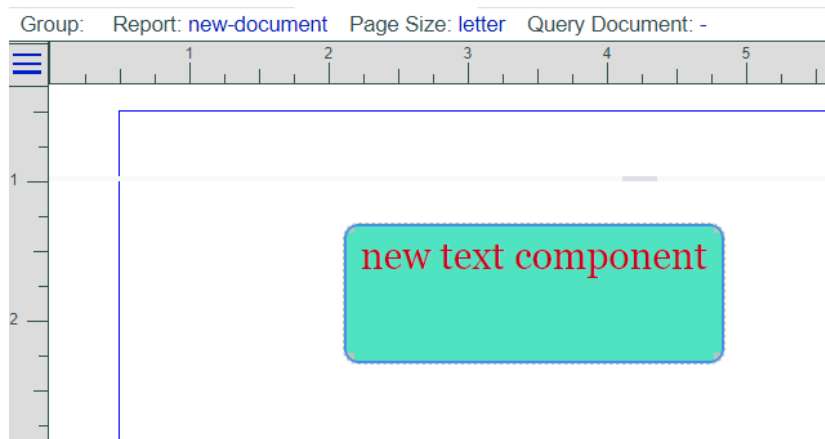 Group: Report: new-document Page Size: letter Query Document: -
1 2 3 4 5
1
new text component
2